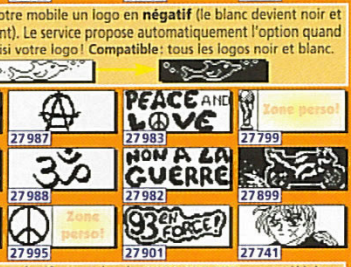 otre mobile un logo en négatif (le blanc devient noir et
nt). Le service propose automatiquement l'option quand
isi votre logo! Compatible: tous les logos noir et blanc.
PEACE AND
LOVE
Zone perso!
27987
27983
27799
ॐ
NON A LA
GUERRE
27988
27982
27899
Zone
perso!
93 EN
FORCE!
27995
27901
27741